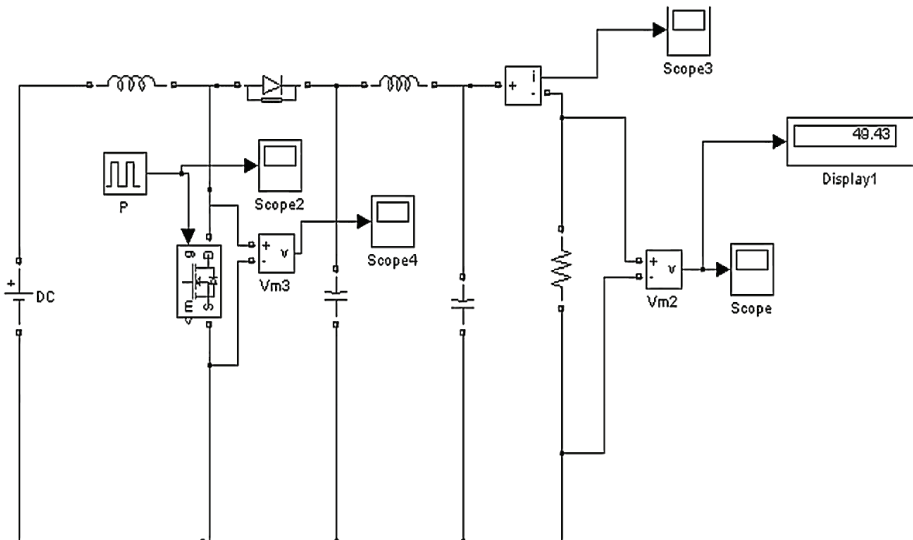 i
+
-
Scope3
49.43
Display1
P
Scope2
Scope4
g
D
m
S
+
-
v
Vm3
+
DC
+
-
v
Vm2
Scope